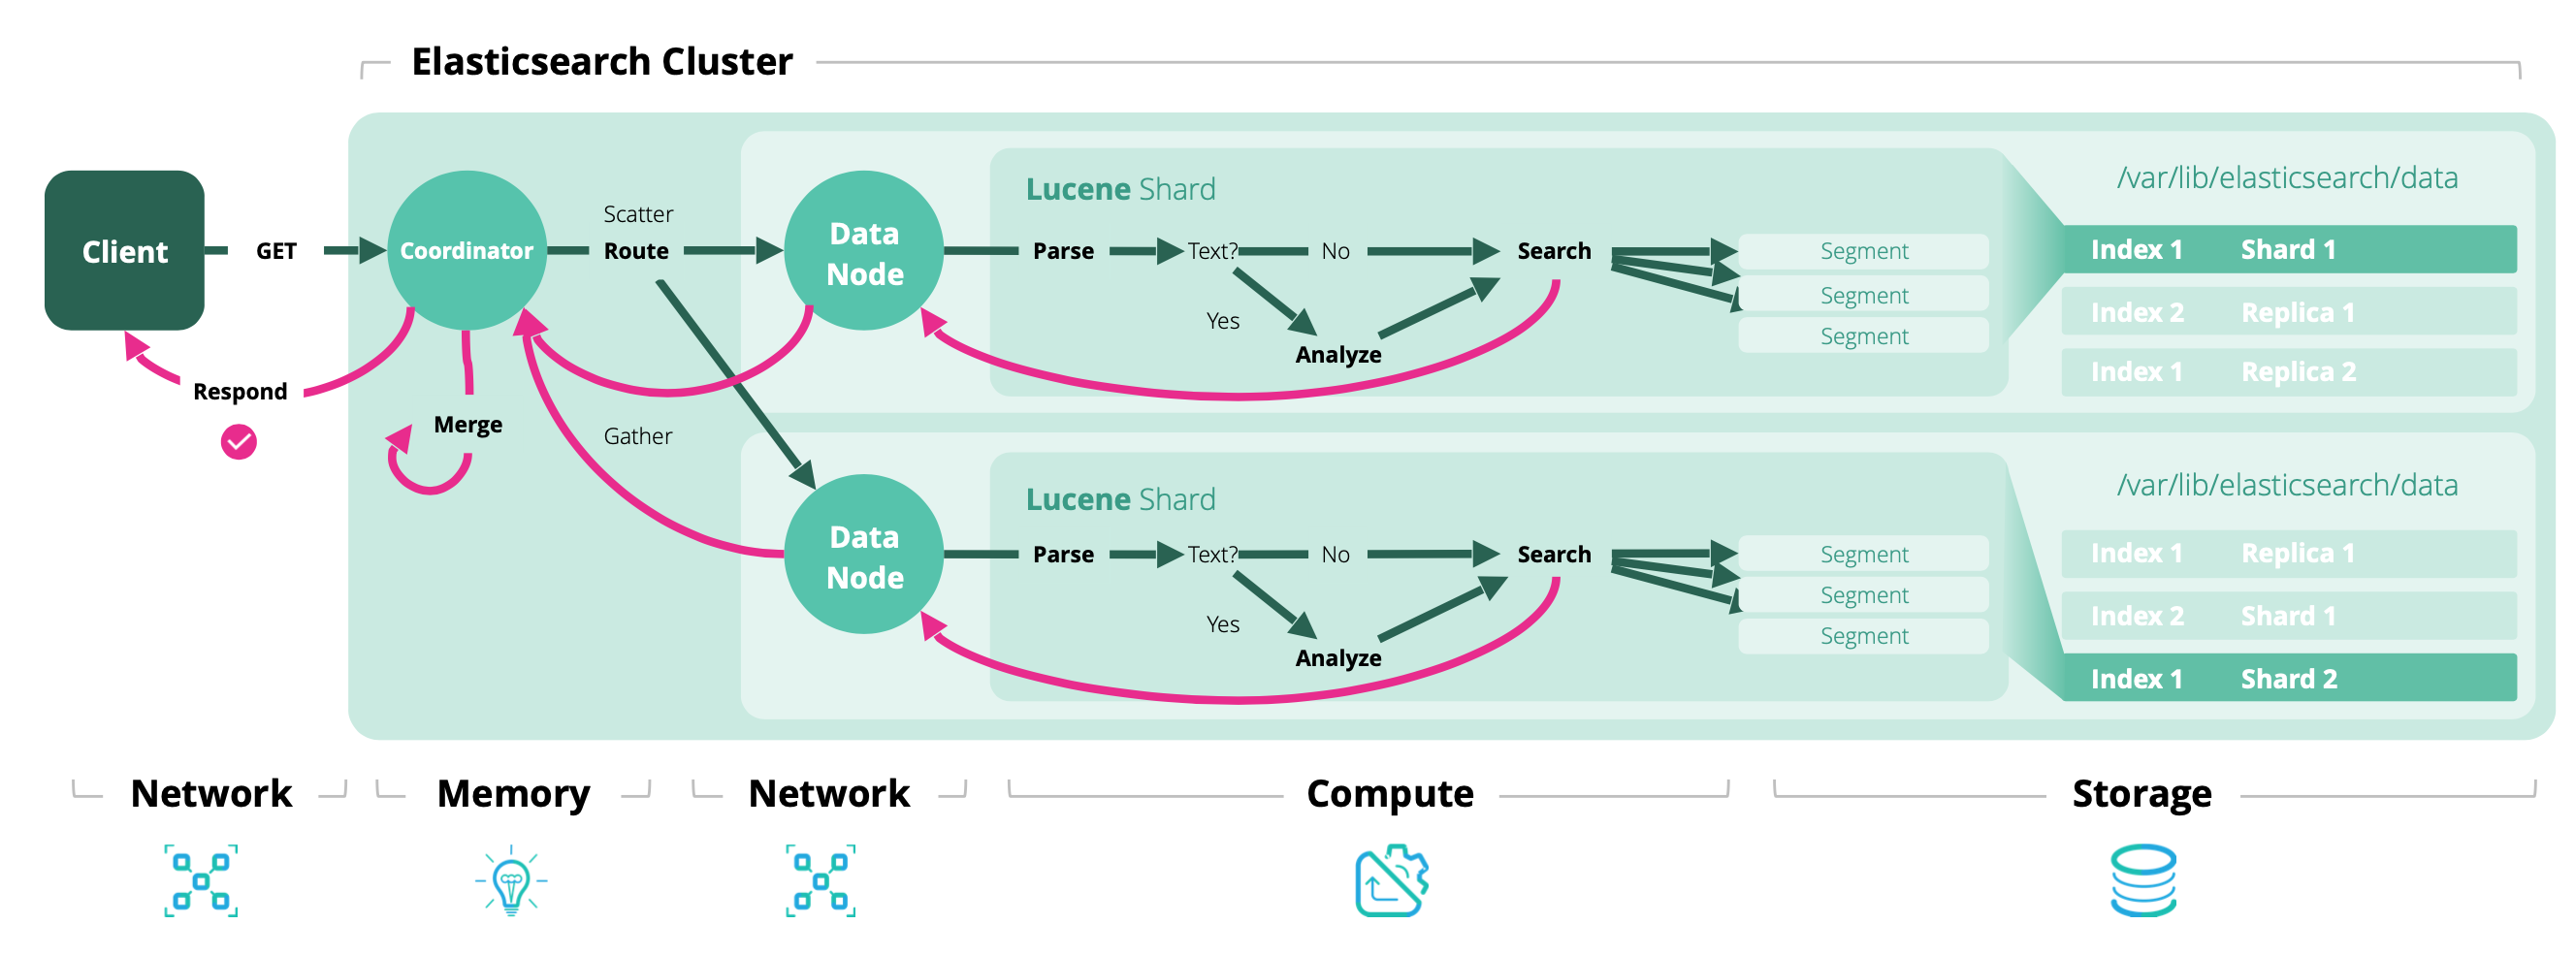 Elasticsearch Cluster
Client
GET
Coordinator
Scatter
Route
Data
Node
Lucene Shard
Parse
Text?
No
Yes
Analyze
Search
Segment
Segment
Segment
/var/lib/elasticsearch/data
Index 1 Shard 1
Index 2 Replica 1
Index 1 Replica 2
Respond
Merge
Gather
Data
Node
Lucene Shard
Parse
Text?
No
Yes
Analyze
Search
Segment
Segment
Segment
/var/lib/elasticsearch/data
Index 1 Replica 1
Index 2 Shard 1
Index 1 Shard 2
Network
Memory
Network
Compute
Storage